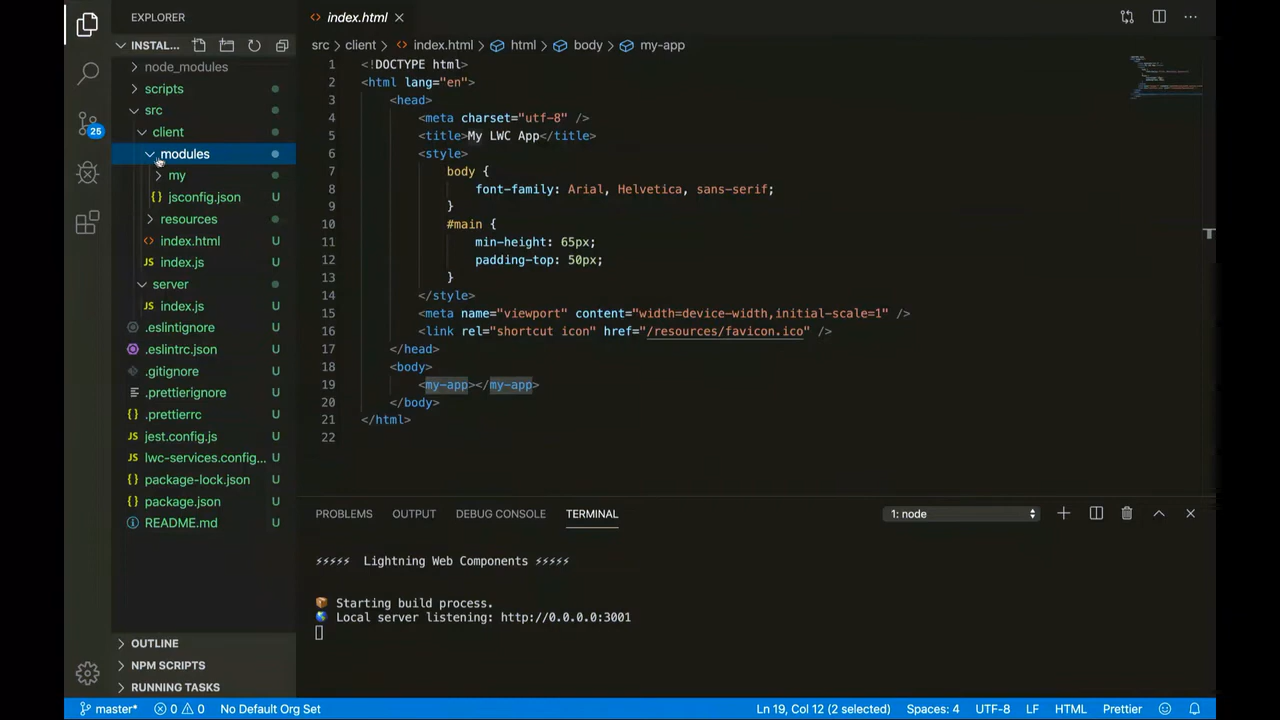 EXPLORER
INSTAL...
node_modules
scripts
src
client
modules
my
{} jsconfig.json U
resources
<> index.html U
JS index.js U
server
JS index.js U
.eslintignore U
.eslintrc.json U
.gitignore U
.prettierignore U
{} .prettierrc U
JS jest.config.js U
JS lwc-services.config... U
{} package-lock.json U
{} package.json U
README.md U
OUTLINE
NPM SCRIPTS
RUNNING TASKS
25
<> index.html
src > client > <> index.html > html > body > my-app
1 <!DOCTYPE html>
2 <html lang="en">
3 <head>
4 <meta charset="utf-8" />
5 <title>My LWC App</title>
6 <style>
7 body {
8 font-family: Arial, Helvetica, sans-serif;
9 }
10 #main {
11 min-height: 65px;
12 padding-top: 50px;
13 }
14 </style>
15 <meta name="viewport" content="width=device-width,initial-scale=1" />
16 <link rel="shortcut icon" href="/resources/favicon.ico" />
17 </head>
18 <body>
19 <my-app></my-app>
20 </body>
21 </html>
22
PROBLEMS OUTPUT DEBUG CONSOLE TERMINAL 1: node
⚡⚡⚡⚡⚡ Lightning Web Components ⚡⚡⚡⚡⚡
📦 Starting build process.
🌎 Local server listening: http://0.0.0.0:3001
master* 0 0 No Default Org Set Ln 19, Col 12 (2 selected) Spaces: 4 UTF-8 LF HTML Prettier